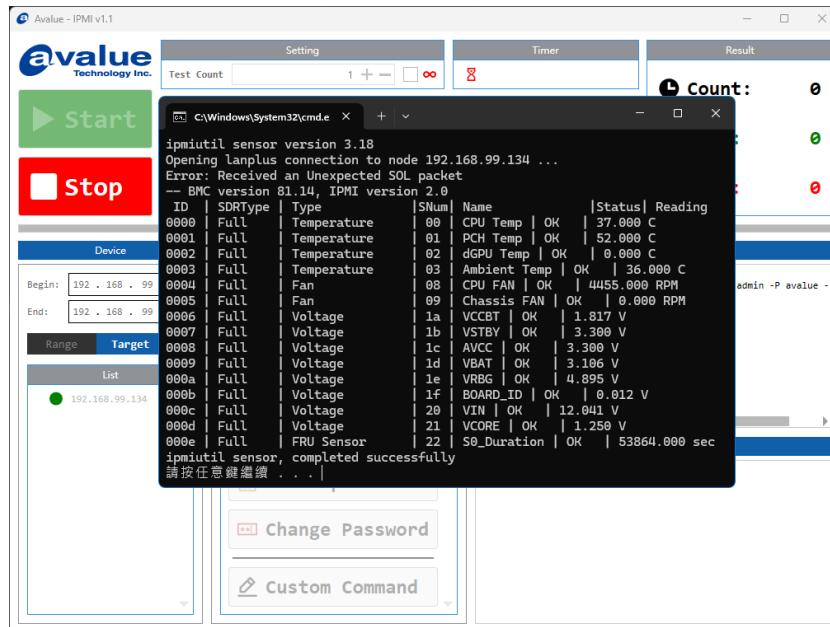 Avalue - IPMI v1.1
avalue
Technology Inc.
Setting
Timer
Result
Test Count
1
Count:
0
Start
0
Stop
0
C:\Windows\System32\cmd.e
ipmiutil sensor version 3.18
Opening lanplus connection to node 192.168.99.134 ...
Error: Received an Unexpected SOL packet
-- BMC version 81.14, IPMI version 2.0
ID | SDRType | Type |SNum| Name |Status| Reading
0000 | Full | Temperature | 00 | CPU Temp | OK | 37.000 C
0001 | Full | Temperature | 01 | PCH Temp | OK | 52.000 C
0002 | Full | Temperature | 02 | dGPU Temp | OK | 0.000 C
0003 | Full | Temperature | 03 | Ambient Temp | OK | 36.000 C
0004 | Full | Fan | 08 | CPU FAN | OK | 4455.000 RPM
0005 | Full | Fan | 09 | Chassis FAN | OK | 0.000 RPM
0006 | Full | Voltage | 1a | VCCBT | OK | 1.817 V
0007 | Full | Voltage | 1b | VSTBY | OK | 3.300 V
0008 | Full | Voltage | 1c | AVCC | OK | 3.300 V
0009 | Full | Voltage | 1d | VBAT | OK | 3.106 V
000a | Full | Voltage | 1e | VRBG | OK | 4.895 V
000b | Full | Voltage | 1f | BOARD_ID | OK | 0.012 V
000c | Full | Voltage | 20 | VIN | OK | 12.041 V
000d | Full | Voltage | 21 | VCORE | OK | 1.250 V
000e | Full | FRU Sensor | 22 | S0_Duration | OK | 53864.000 sec
ipmiutil sensor, completed successfully
請按任意鍵繼續 . . .
Device
Begin: 192 . 168 . 99
End: 192 . 168 . 99
admin -P avalue -
Range
Target
List
192.168.99.134
Change Password
Custom Command